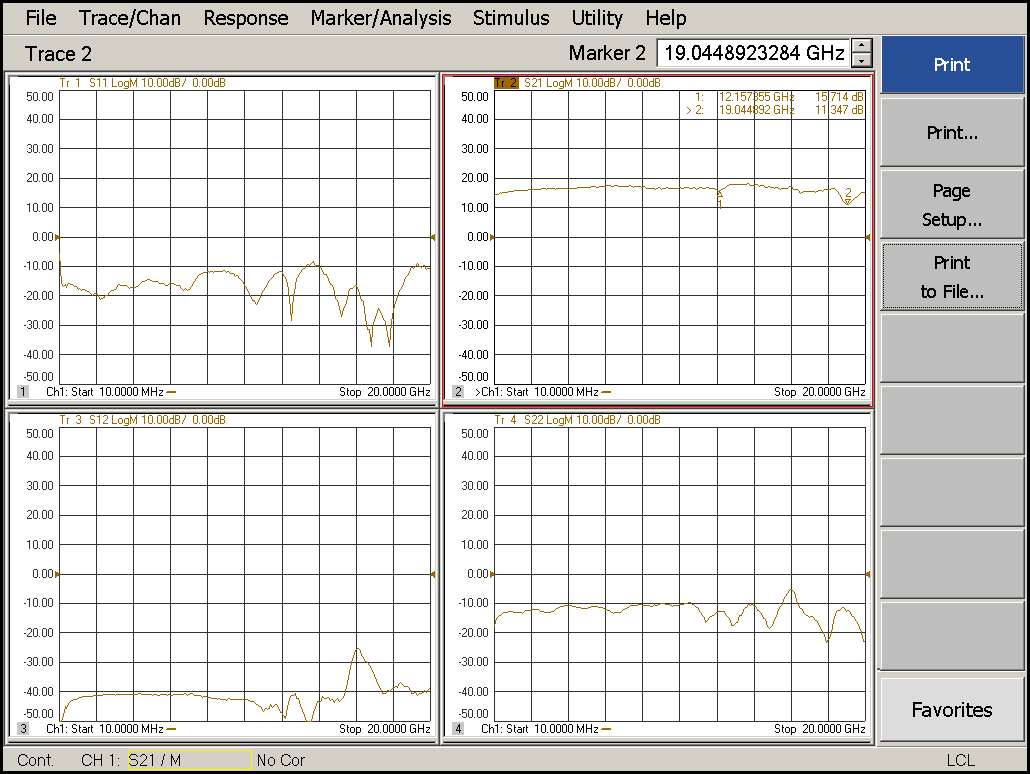 File Trace/Chan Response Marker/Analysis Stimulus Utility Help
Trace 2 Marker 2 19.0448923284 GHz
Print
Print...
Page
Setup...
Print
to File...
Favorites
Tr 1 S11 LogM 10.00dB/ 0.00dB
50.00
40.00
30.00
20.00
10.00
0.00
-10.00
-20.00
-30.00
-40.00
-50.00
1 Ch1: Start 10.0000 MHz Stop 20.0000 GHz
Tr 2 S21 LogM 10.00dB/ 0.00dB
1: 12.157355 GHz 15.714 dB
> 2: 19.044892 GHz 11.347 dB
50.00
40.00
30.00
20.00
10.00
0.00
-10.00
-20.00
-30.00
-40.00
-50.00
1
2
2 >Ch1: Start 10.0000 MHz Stop 20.0000 GHz
Tr 3 S12 LogM 10.00dB/ 0.00dB
50.00
40.00
30.00
20.00
10.00
0.00
-10.00
-20.00
-30.00
-40.00
-50.00
3 Ch1: Start 10.0000 MHz Stop 20.0000 GHz
Tr 4 S22 LogM 10.00dB/ 0.00dB
50.00
40.00
30.00
20.00
10.00
0.00
-10.00
-20.00
-30.00
-40.00
-50.00
4 Ch1: Start 10.0000 MHz Stop 20.0000 GHz
Cont. CH 1: S21 / M No Cor LCL